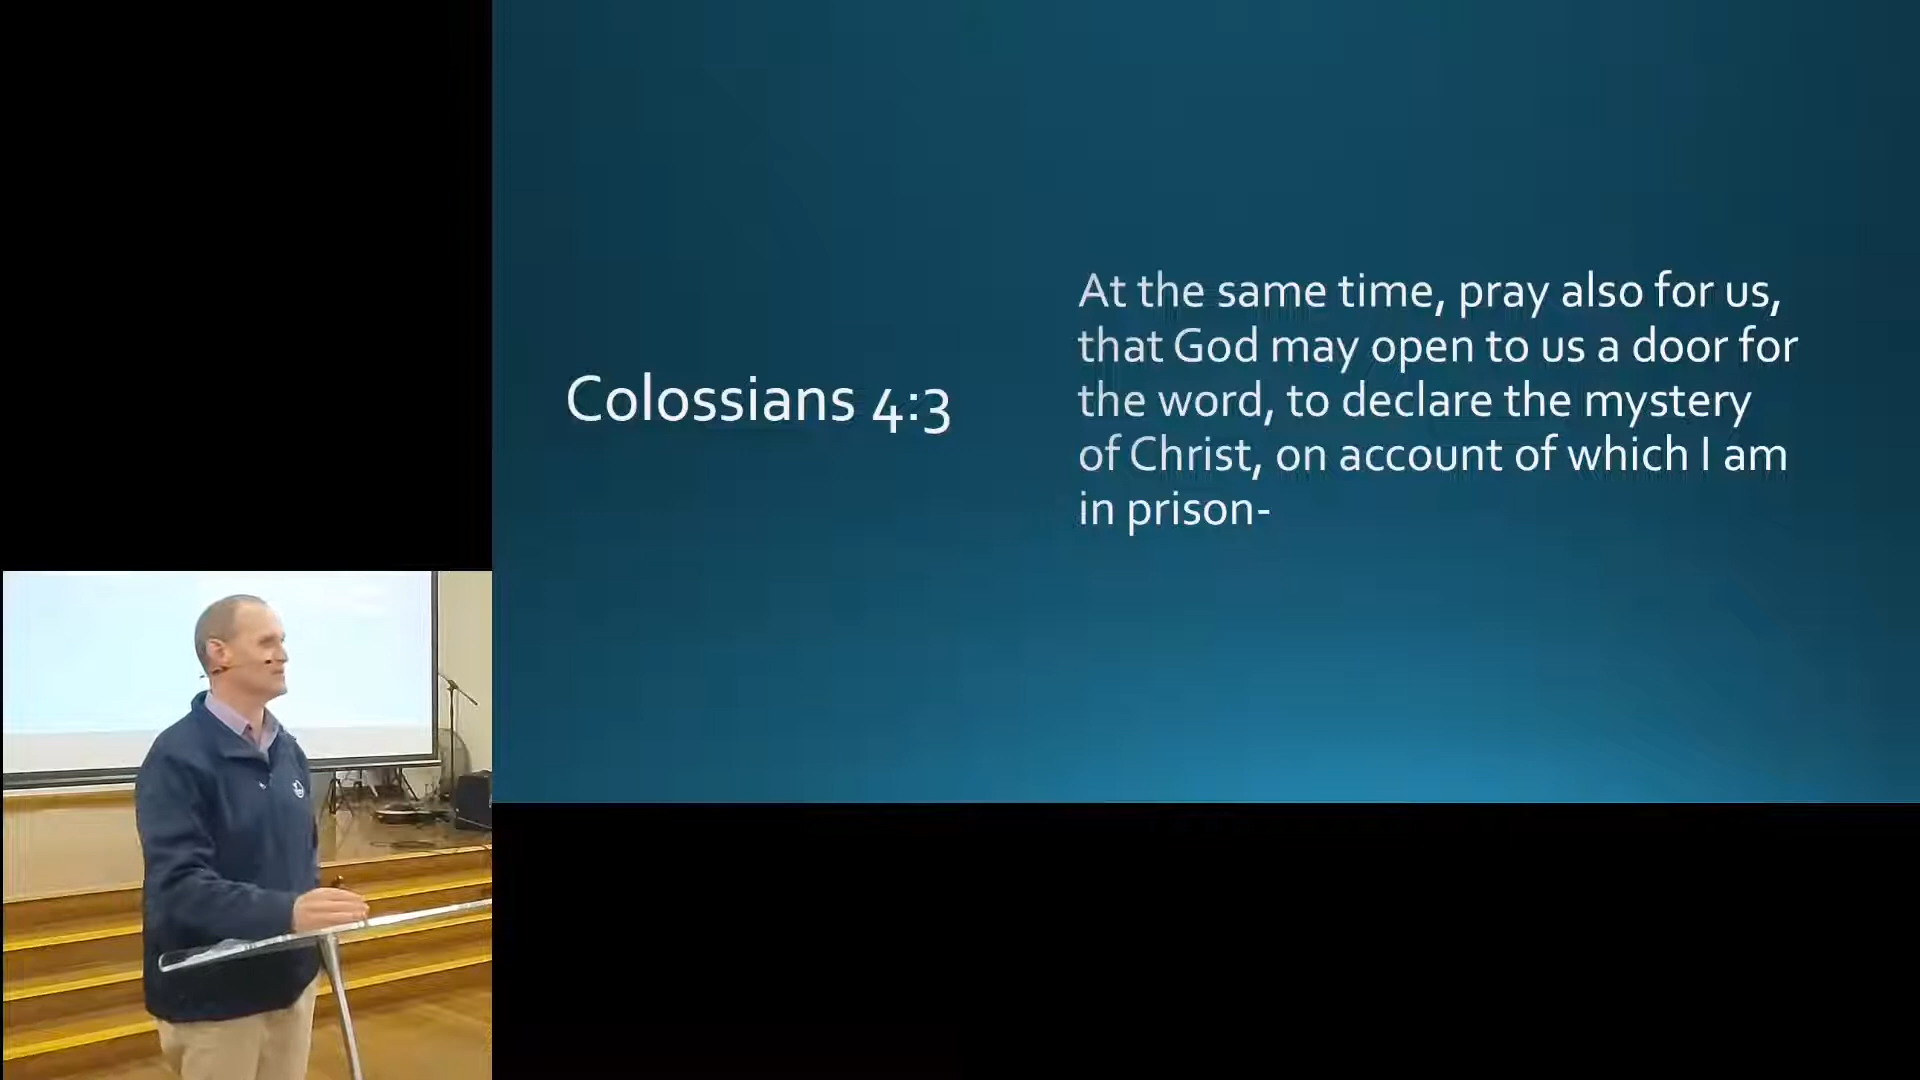 Colossians 4:3
At the same time, pray also for us,
that God may open to us a door for
the word, to declare the mystery
of Christ, on account of which I am
in prison-